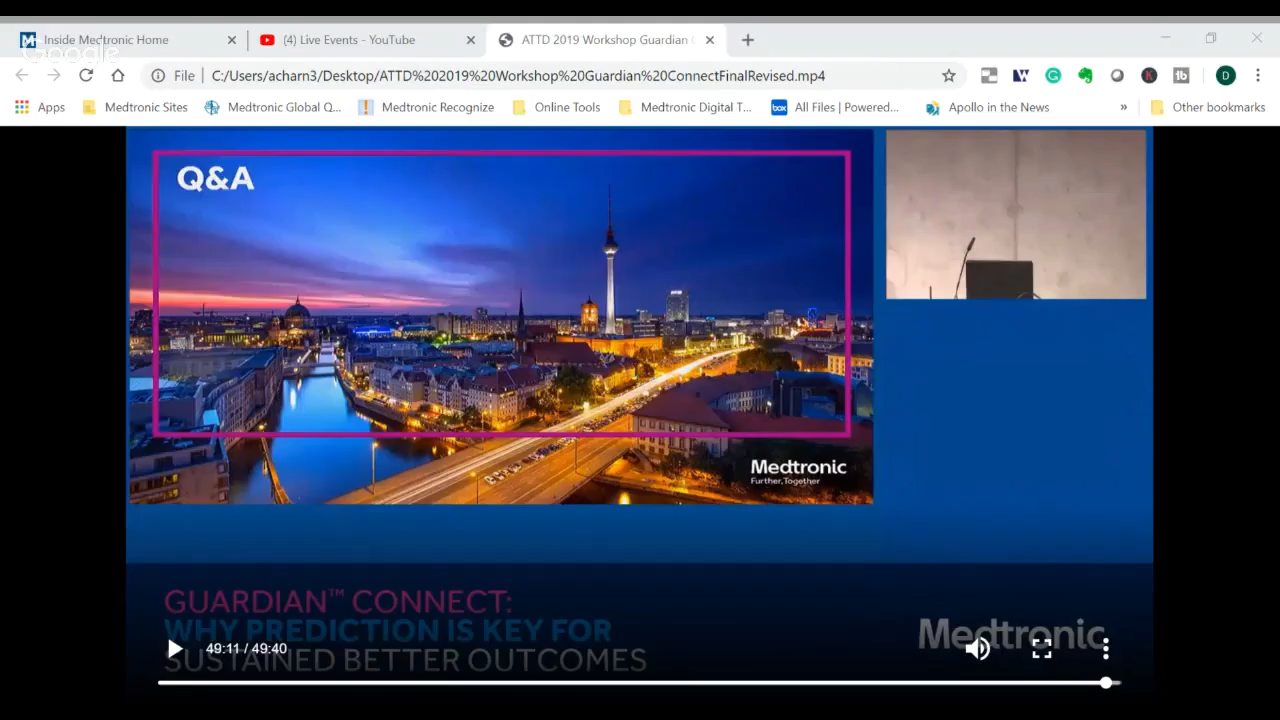 Inside Medtronic Home
(4) Live Events - YouTube
ATTD 2019 Workshop Guardian C
Google
File
C:/Users/acharn3/Desktop/ATTD%202019%20Workshop%20Guardian%20ConnectFinalRevised.mp4
Apps
Medtronic Sites
Medtronic Global Q...
Medtronic Recognize
Online Tools
Medtronic Digital T...
box
All Files | Powered...
Apollo in the News
»
Other bookmarks
Q&A
Medtronic
Further, Together
GUARDIAN™ CONNECT:
WHY PREDICTION IS KEY FOR
SUSTAINED BETTER OUTCOMES
Medtronic
49:11 / 49:40